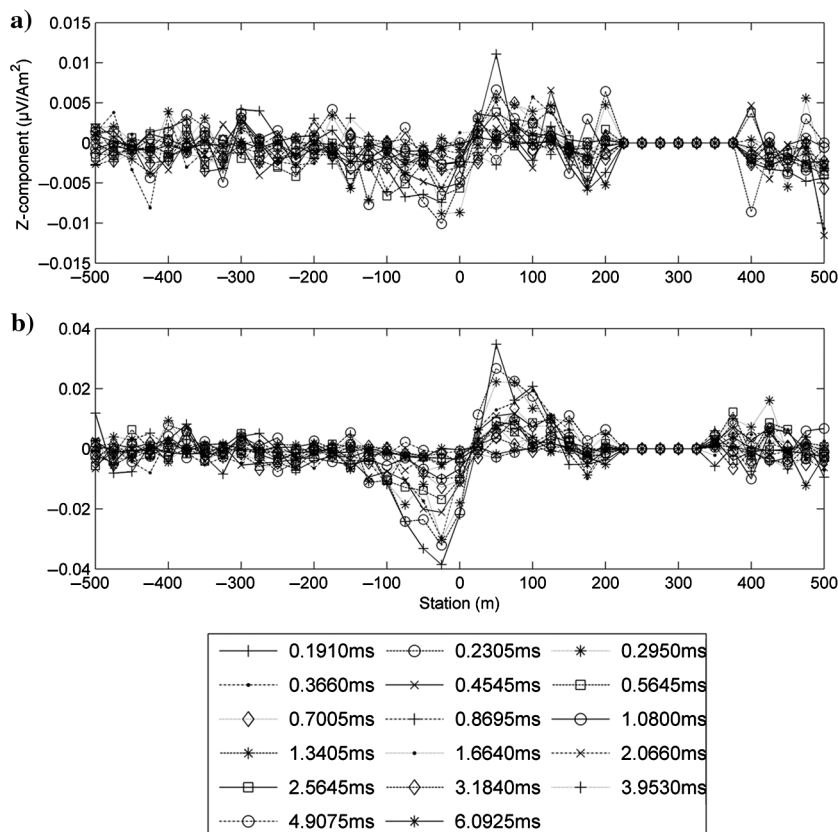 a)
0.015
0.01
0.005
0
−0.005
−0.01
−0.015
Z-component (µV/Am²)
−500 −400 −300 −200 −100 0 100 200 300 400 500
b)
0.04
0.02
0
−0.02
−0.04
−500 −400 −300 −200 −100 0 100 200 300 400 500
Station (m)
0.1910ms 0.2305ms 0.2950ms
0.3660ms 0.4545ms 0.5645ms
0.7005ms 0.8695ms 1.0800ms
1.3405ms 1.6640ms 2.0660ms
2.5645ms 3.1840ms 3.9530ms
4.9075ms 6.0925ms